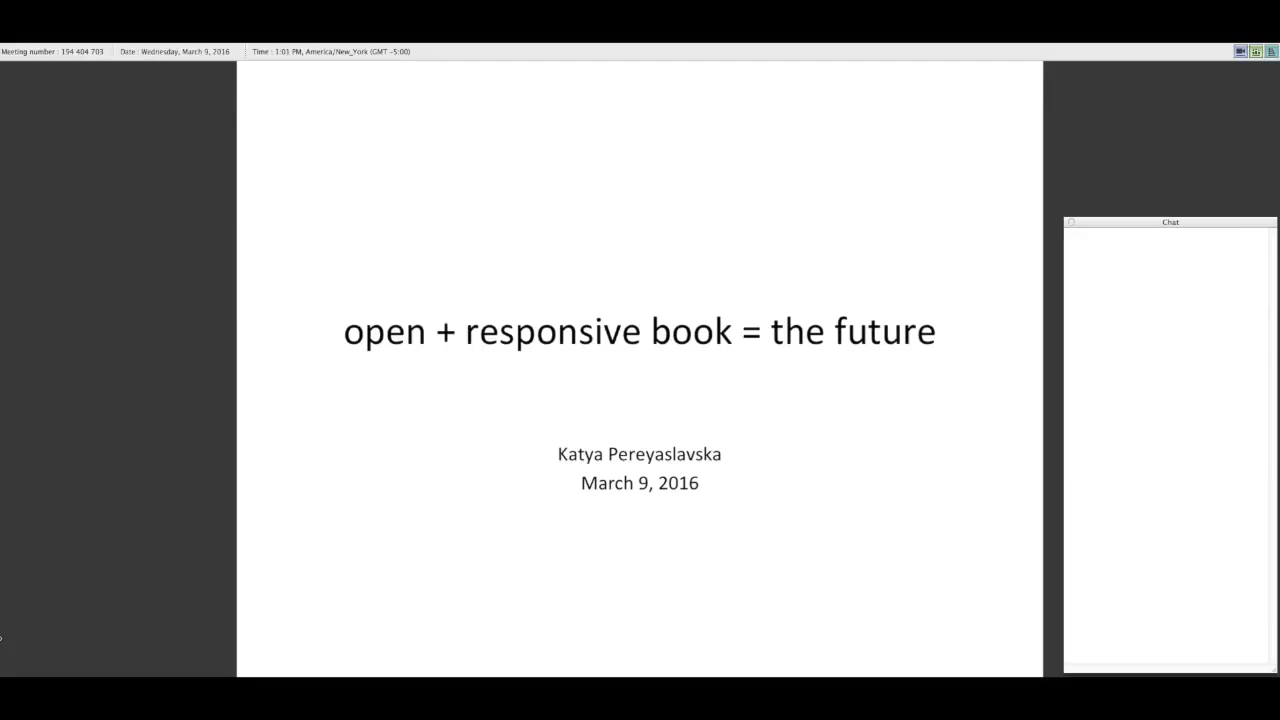 Meeting number : 194 404 703 Date : Wednesday, March 9, 2016 Time : 1:01 PM, America/New_York (GMT -5:00)
Chat
open + responsive book = the future
Katya Pereyaslavska
March 9, 2016